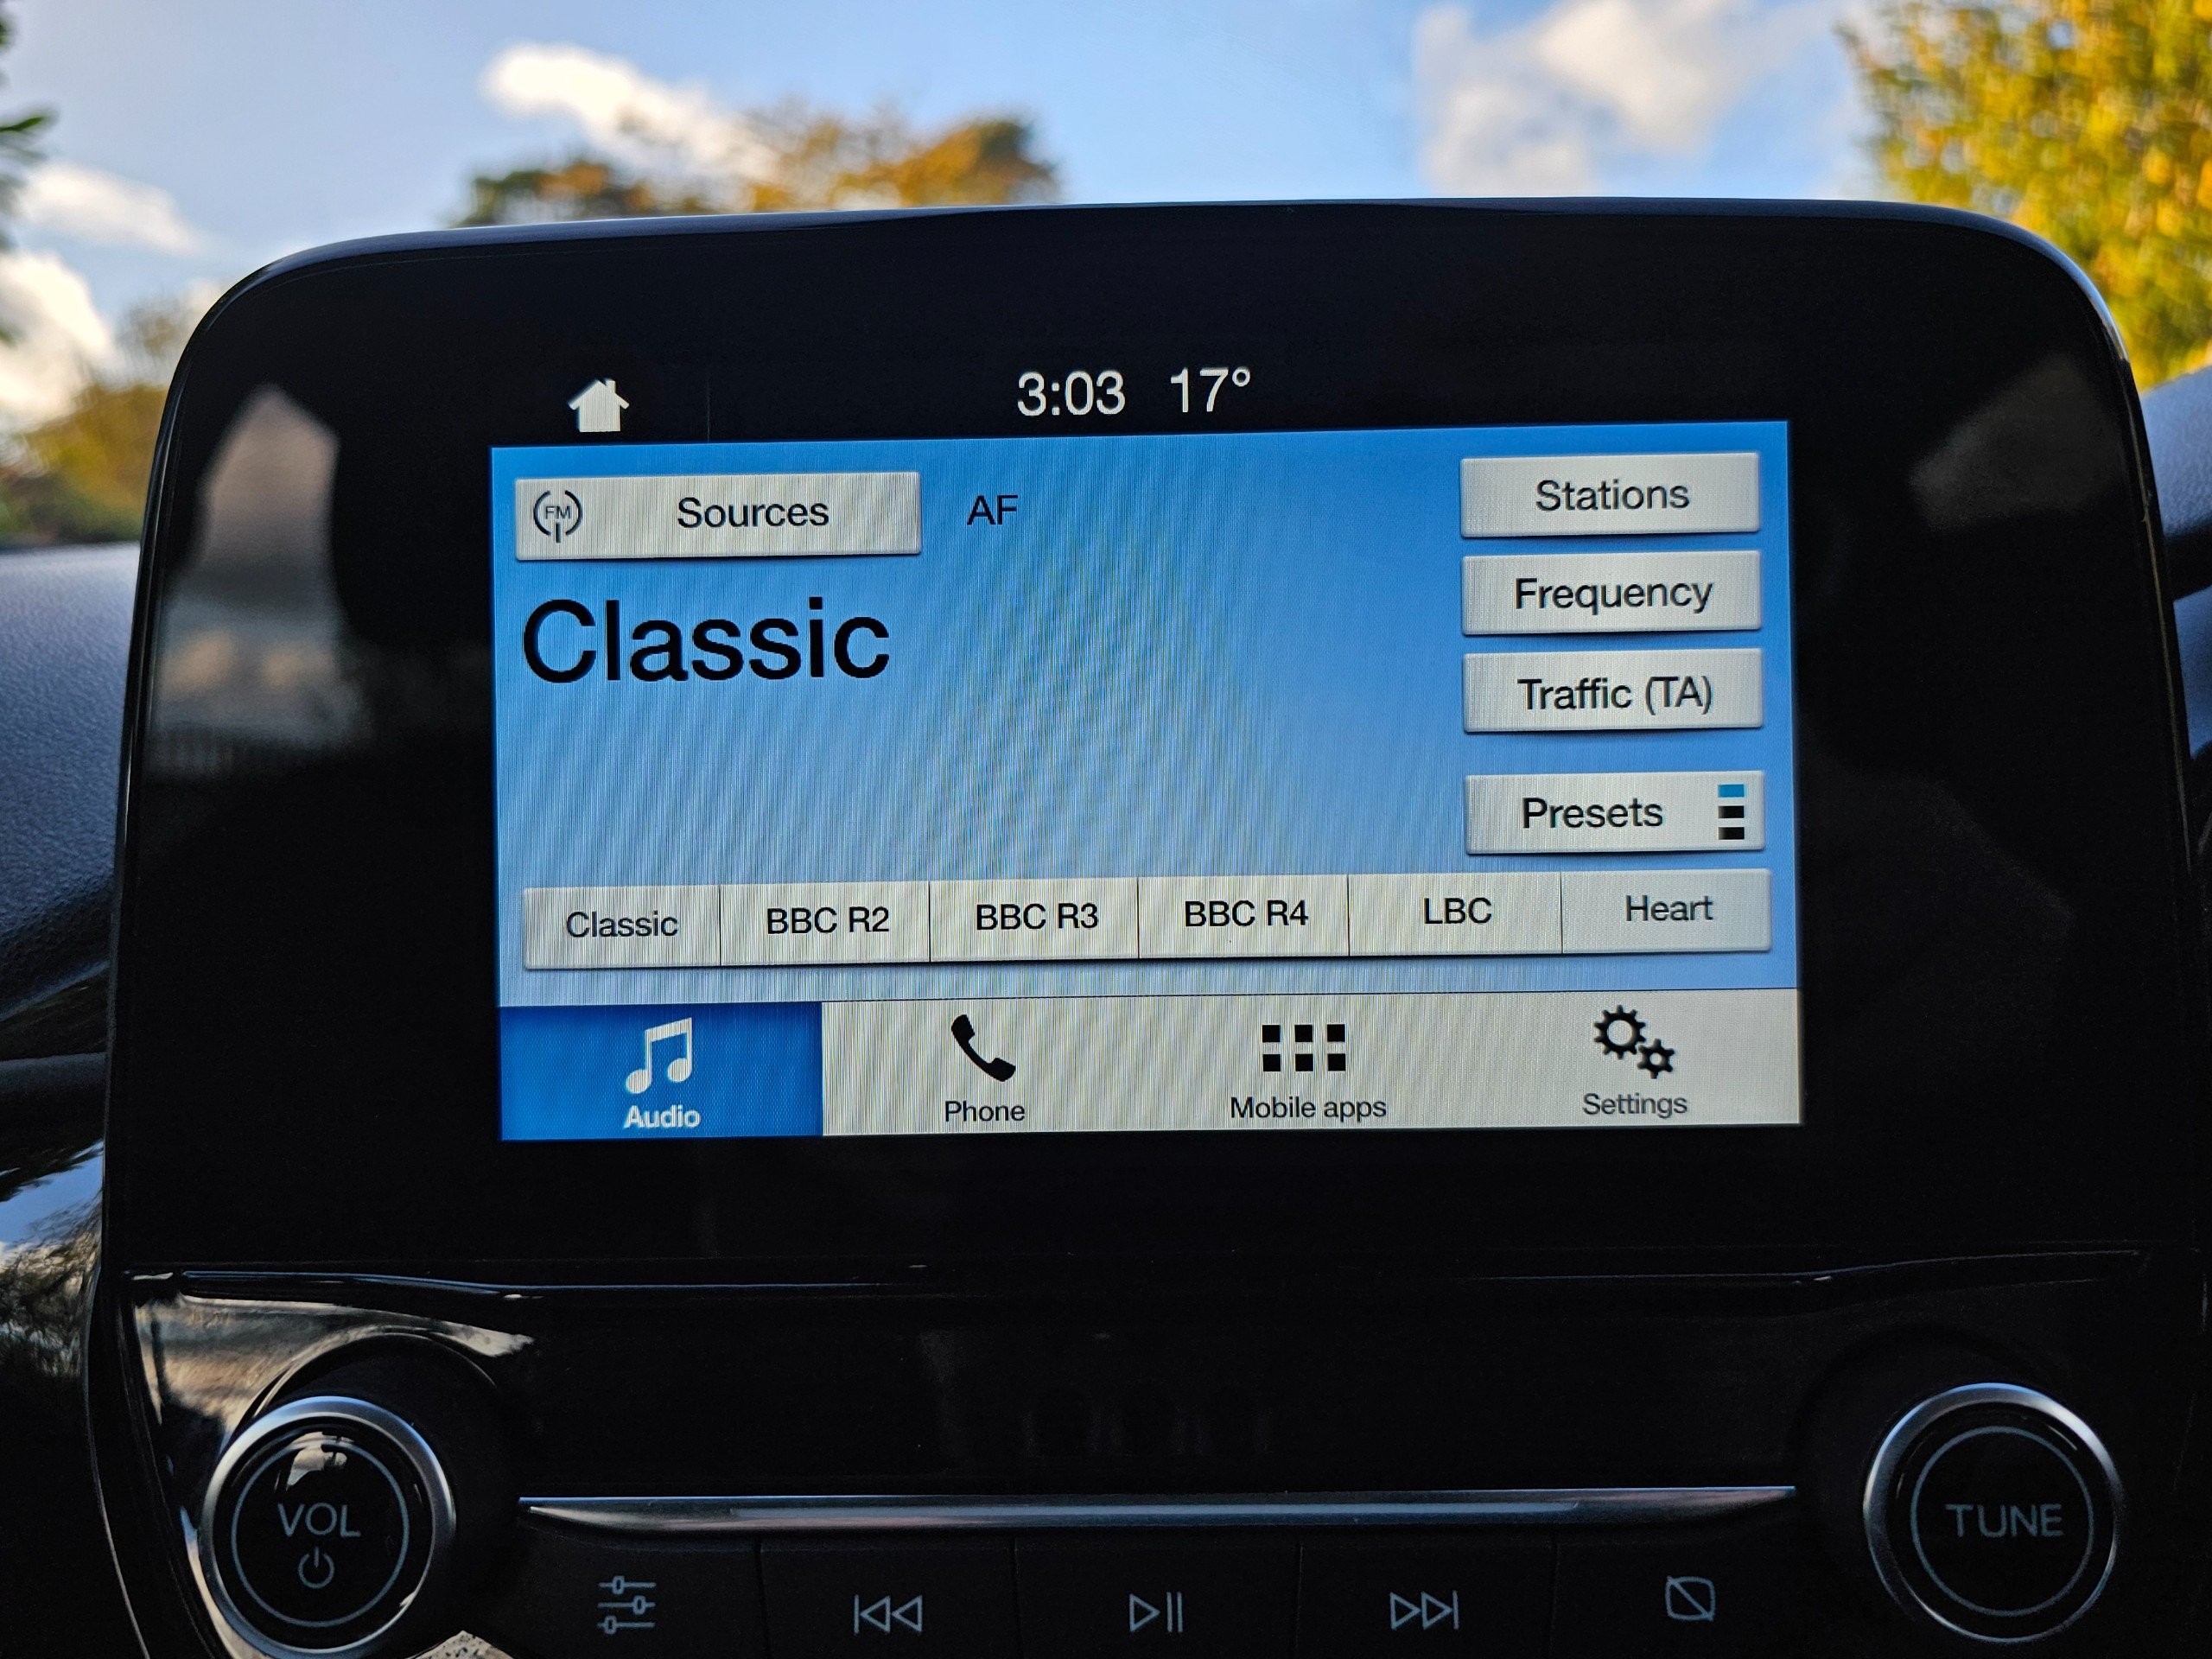 3:03 17°
FM Sources AF Stations
Frequency
Classic
Traffic (TA)
Presets
Classic BBC R2 BBC R3 BBC R4 LBC Heart
Audio Phone Mobile apps Settings
VOL TUNE